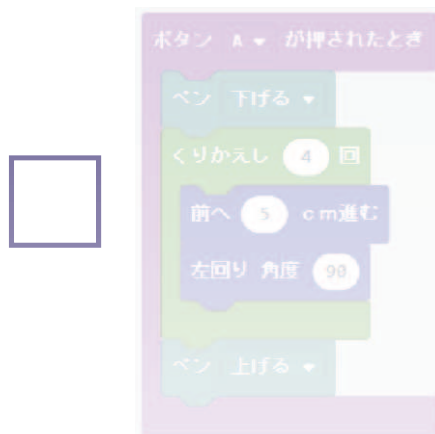 ボタン A が押されたとき
ペン 下げる
くりかえし 4 回
前へ 5 cm進む
左回り 角度 90
ペン 上げる